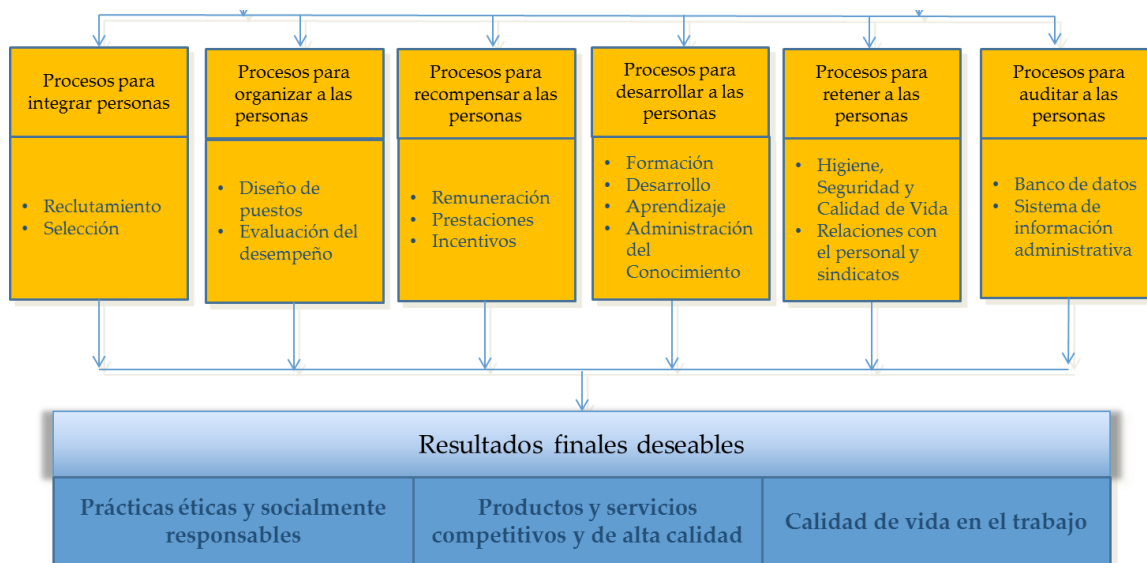 Procesos para
integrar personas
• Reclutamiento
• Selección
Procesos para
organizar a las
personas
• Diseño de
puestos
• Evaluación del
desempeño
Procesos para
recompensar a las
personas
• Remuneración
• Prestaciones
• Incentivos
Procesos para
desarrollar a las
personas
• Formación
• Desarrollo
• Aprendizaje
• Administración
del
Conocimiento
Procesos para
retener a las
personas
• Higiene,
Seguridad y
Calidad de Vida
• Relaciones con
el personal y
sindicatos
Procesos para
auditar a las
personas
• Banco de datos
• Sistema de
información
administrativa
Resultados finales deseables
Prácticas éticas y socialmente
responsables
Productos y servicios
competitivos y de alta calidad
Calidad de vida en el trabajo